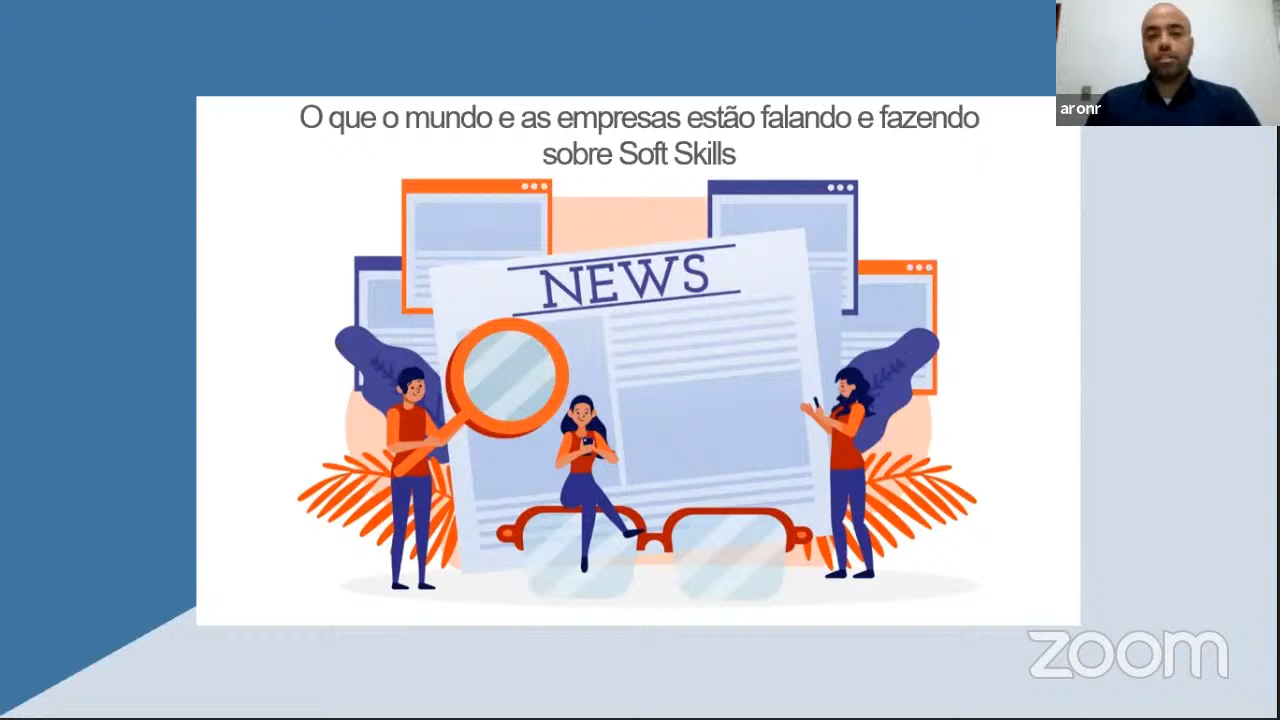 O que o mundo e as empresas estão falando e fazendo
sobre Soft Skills
aronr
NEWS
zoom